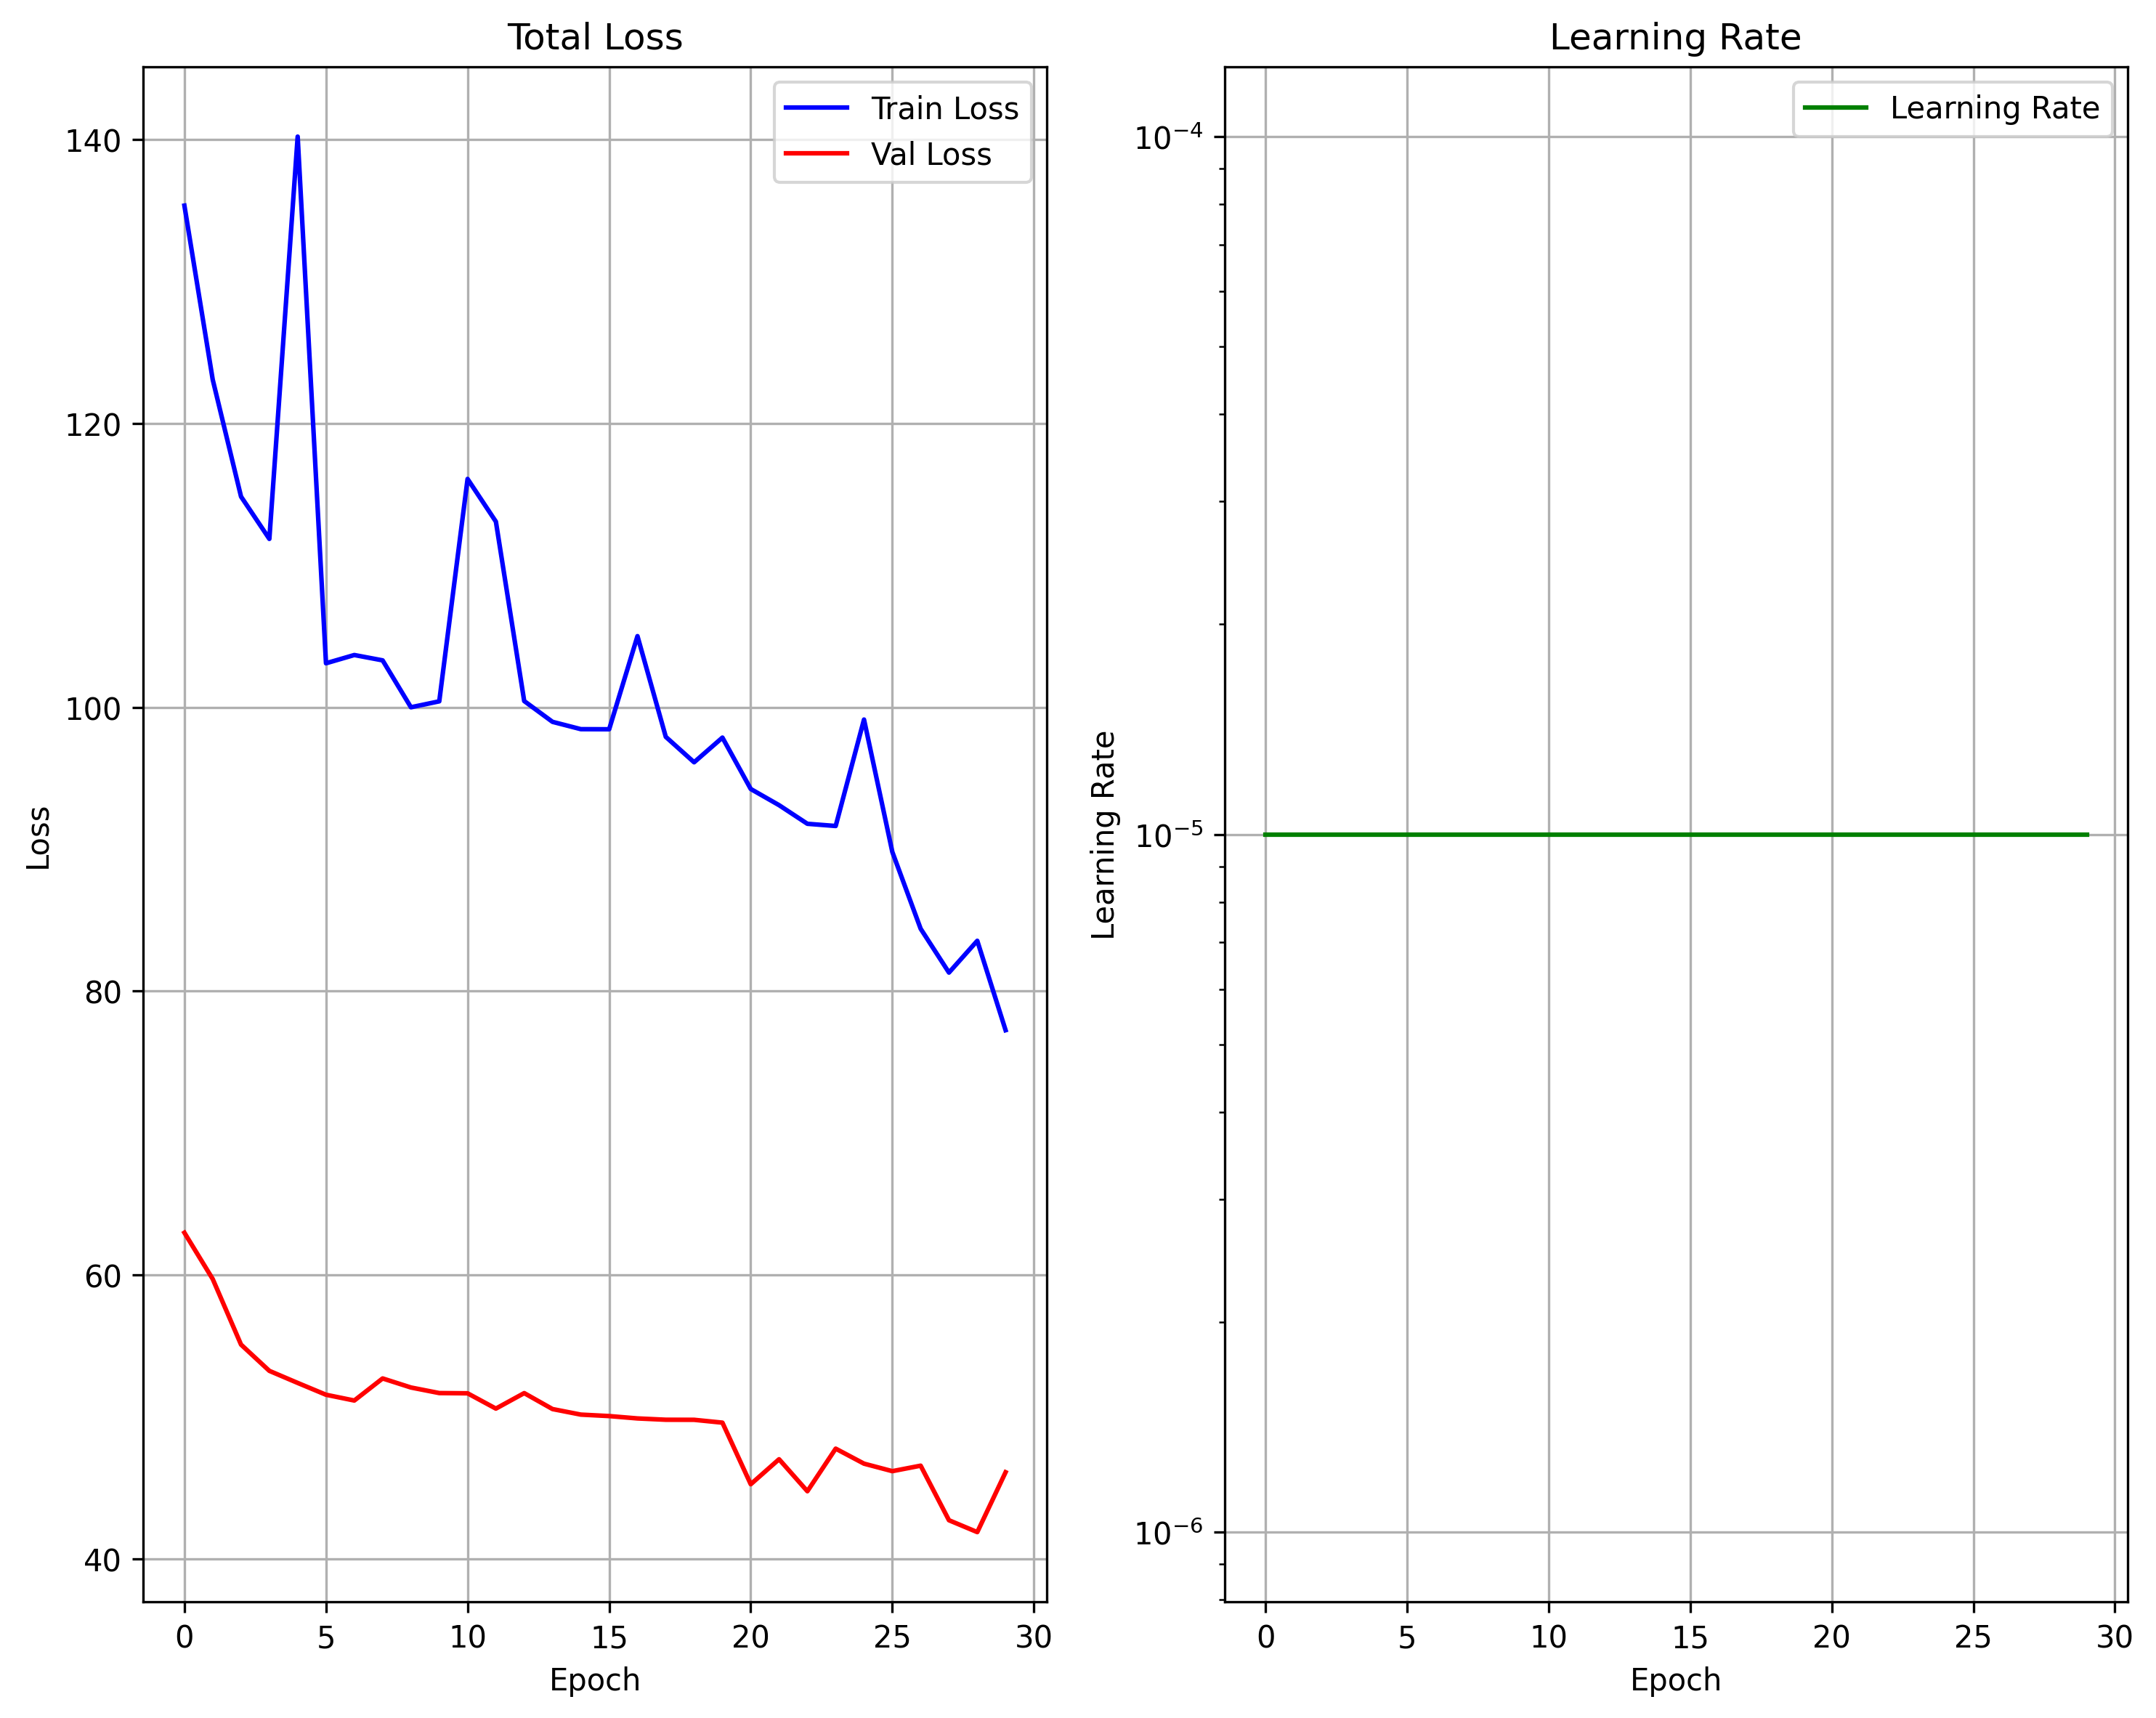 Total Loss
Train Loss
Val Loss
140
120
100
80
60
40
Loss
0 5 10 15 20 25 30
Epoch
Learning Rate
Learning Rate
10⁻⁴
10⁻⁵
10⁻⁶
Learning Rate
0 5 10 15 20 25 30
Epoch